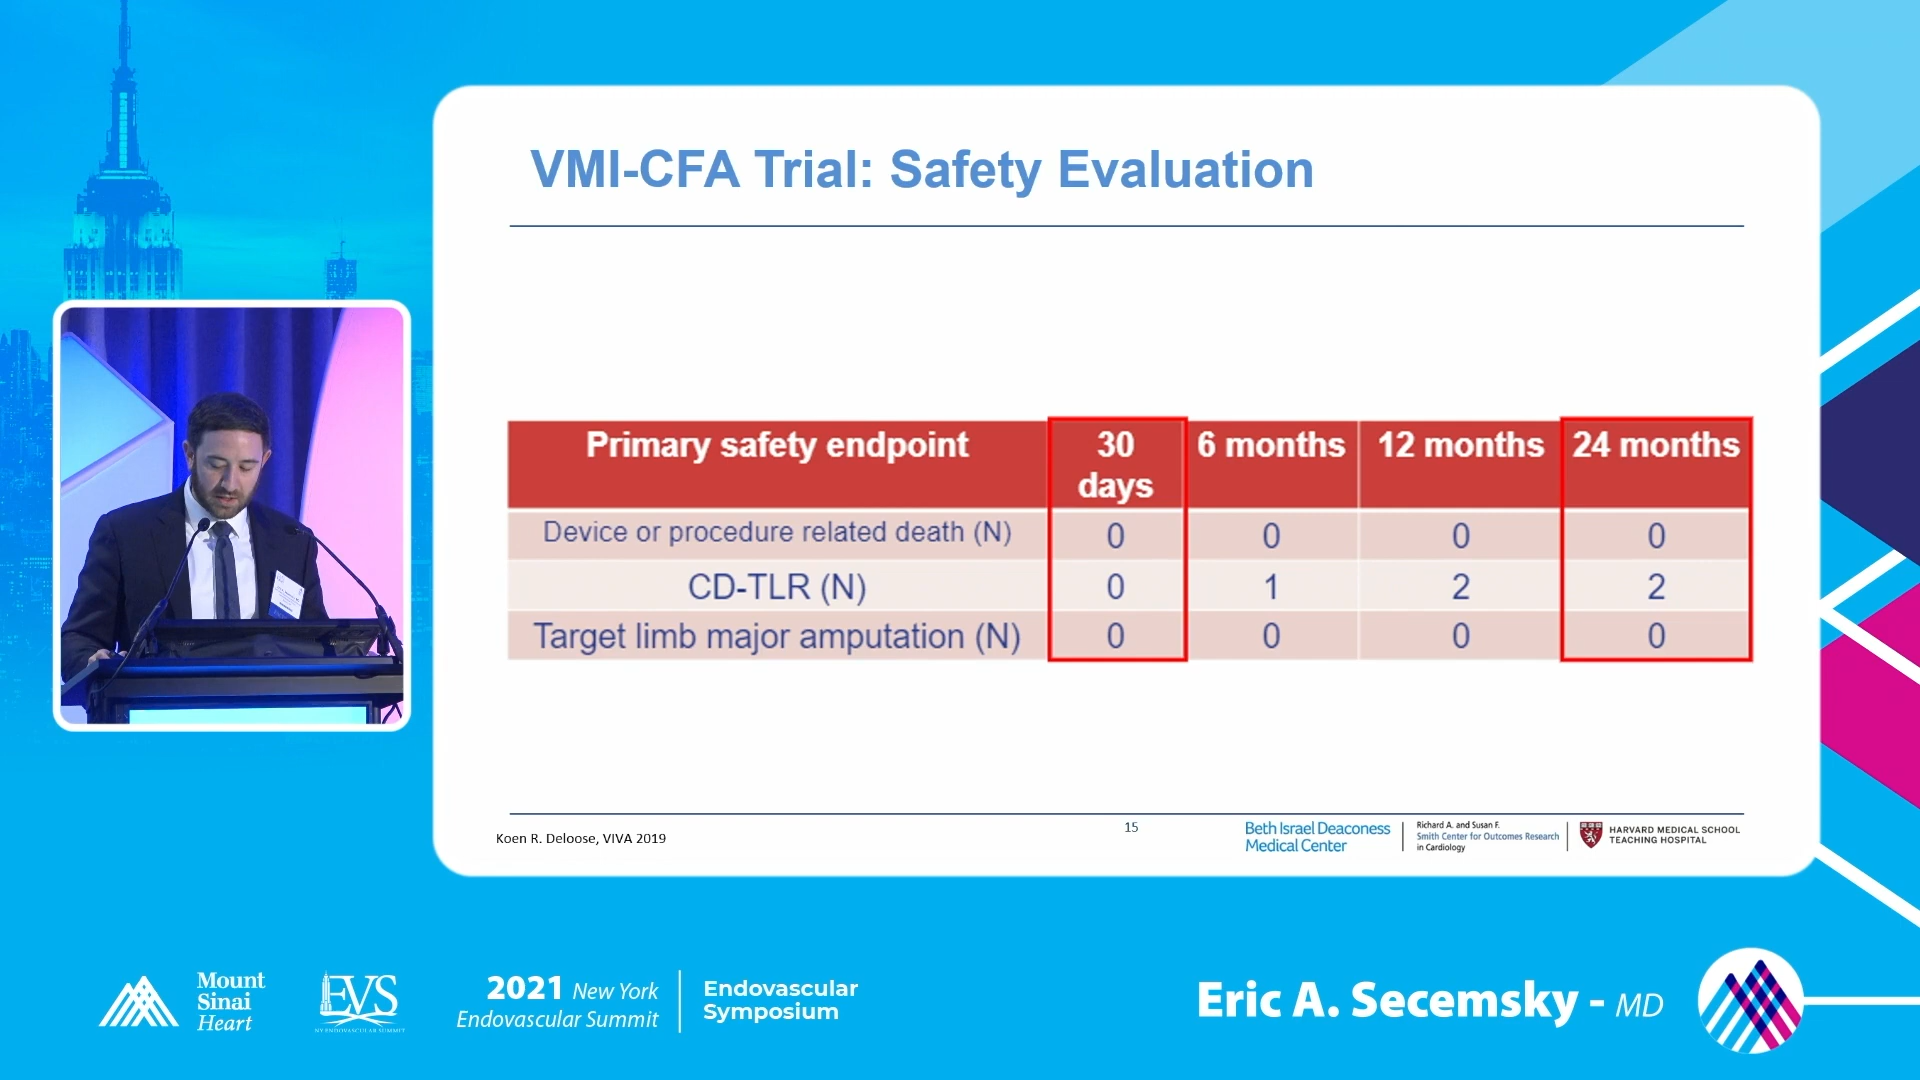 VMI-CFA Trial: Safety Evaluation
Primary safety endpoint 30 days 6 months 12 months 24 months
Device or procedure related death (N) 0 0 0 0
CD-TLR (N) 0 1 2 2
Target limb major amputation (N) 0 0 0 0
Koen R. Deloose, VIVA 2019
15
Beth Israel Deaconess
Medical Center
Richard A. and Susan F.
Smith Center for Outcomes Research
in Cardiology
HARVARD MEDICAL SCHOOL
TEACHING HOSPITAL
Mount
Sinai
Heart
EVS
NY ENDOVASCULAR SUMMIT
2021 New York
Endovascular Summit
Endovascular
Symposium
Eric A. Secemsky - MD